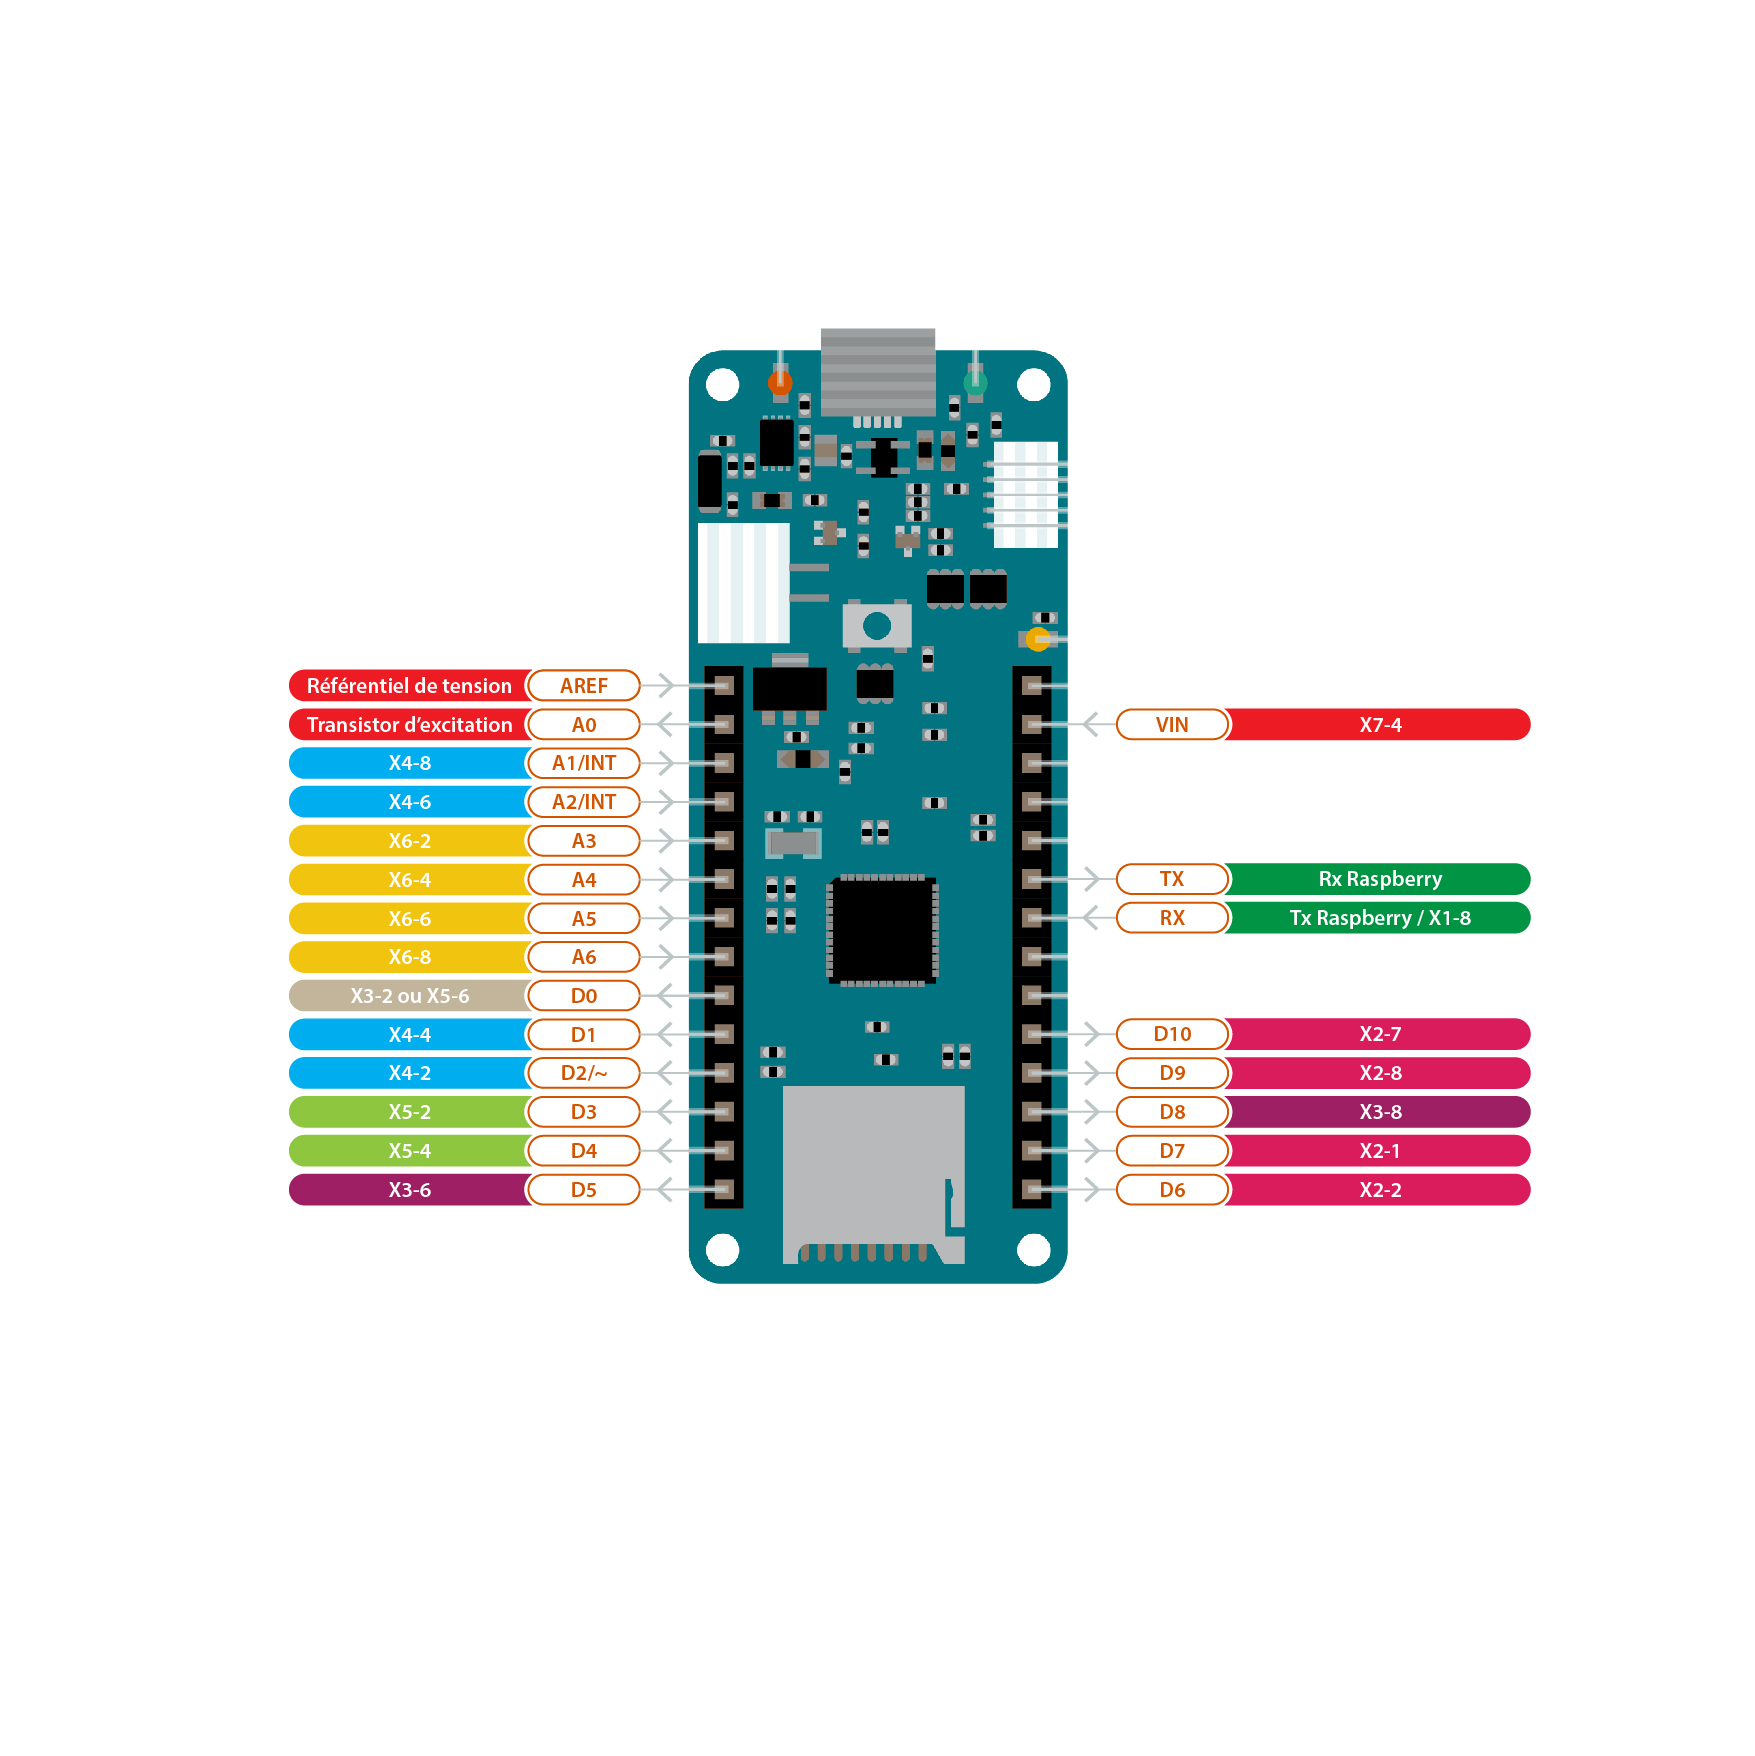 Référentiel de tension AREF
Transistor d’excitation A0
X4-8 A1/INT
X4-6 A2/INT
X6-2 A3
X6-4 A4
X6-6 A5
X6-8 A6
X3-2 ou X5-6 D0
X4-4 D1
X4-2 D2/~
X5-2 D3
X5-4 D4
X3-6 D5
VIN X7-4
TX Rx Raspberry
RX Tx Raspberry / X1-8
D10 X2-7
D9 X2-8
D8 X3-8
D7 X2-1
D6 X2-2